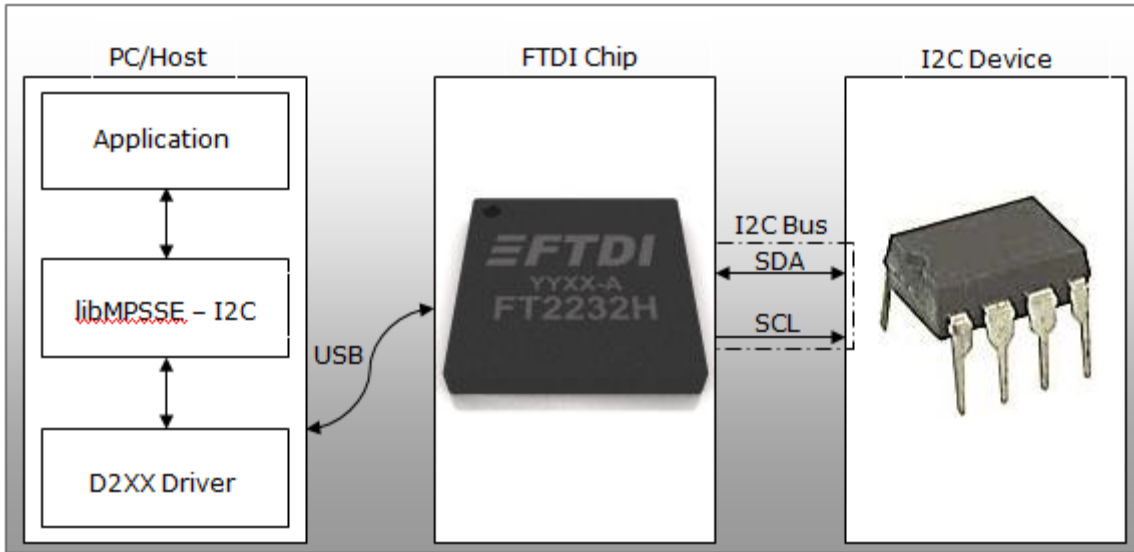 PC/Host
Application
libMPSSE – I2C
D2XX Driver
USB
FTDI Chip
FTDI
YYXX-A
FT2232H
I2C Bus
SDA
SCL
I2C Device